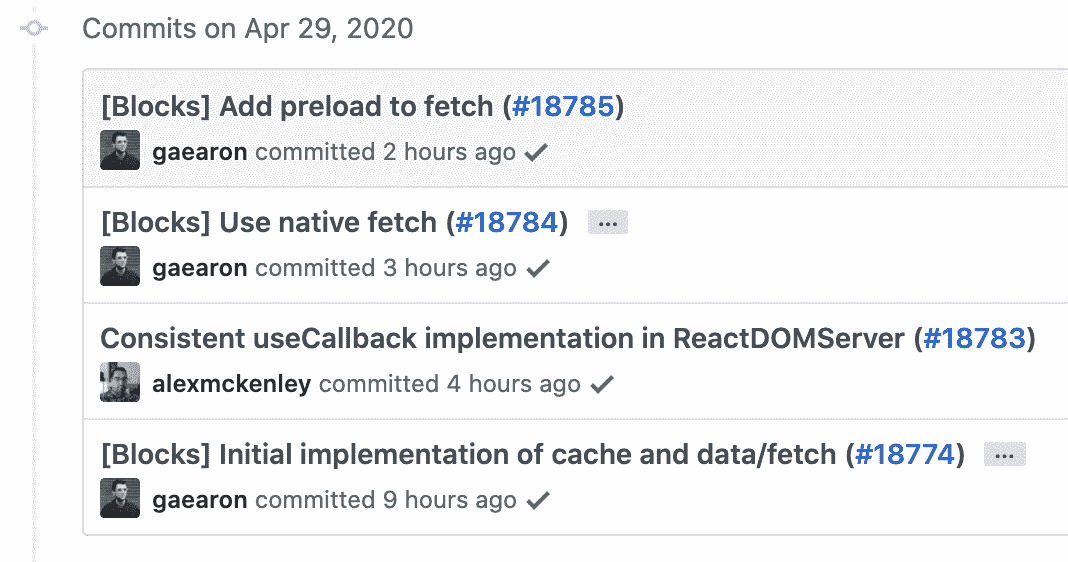 Commits on Apr 29, 2020
[Blocks] Add preload to fetch (#18785)
gaearon committed 2 hours ago
[Blocks] Use native fetch (#18784) ...
gaearon committed 3 hours ago
Consistent useCallback implementation in ReactDOMServer (#18783)
alexmckenley committed 4 hours ago
[Blocks] Initial implementation of cache and data/fetch (#18774) ...
gaearon committed 9 hours ago